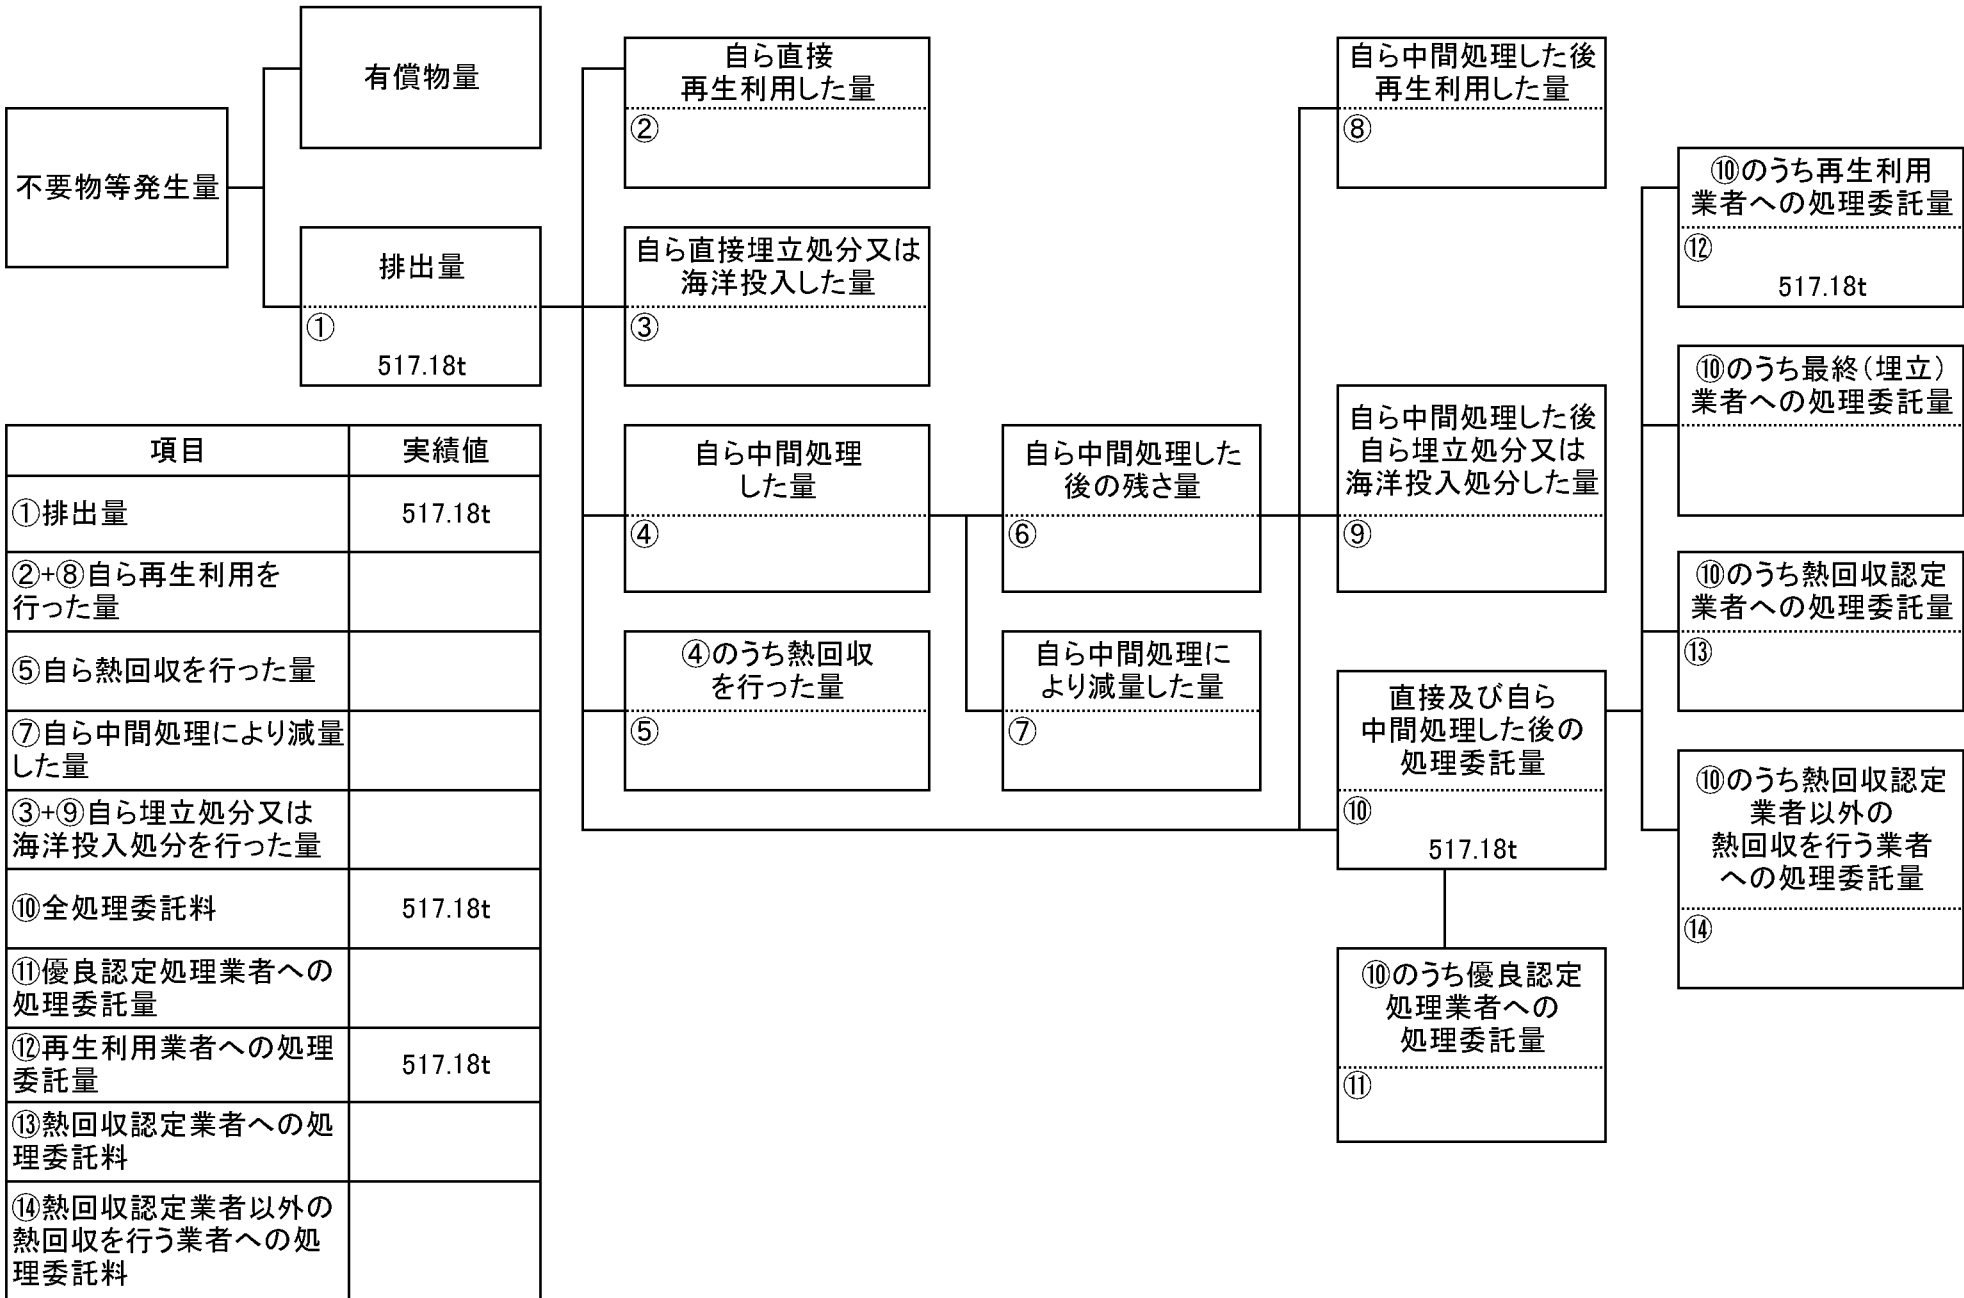 不要物等発生量
有償物量
排出量
①
517.18t
自ら直接
再生利用した量
②
自ら直接埋立処分又は
海洋投入した量
③
自ら中間処理
した量
④
④のうち熱回収
を行った量
⑤
自ら中間処理した
後の残さ量
⑥
自ら中間処理に
より減量した量
⑦
自ら中間処理した後
再生利用した量
⑧
自ら中間処理した後
自ら埋立処分又は
海洋投入処分した量
⑨
直接及び自ら
中間処理した後の
処理委託量
⑩
517.18t
⑩のうち優良認定
処理業者への
処理委託量
⑪
⑩のうち再生利用
業者への処理委託量
⑫
517.18t
⑩のうち最終（埋立）
業者への処理委託量
⑩のうち熱回収認定
業者への処理委託量
⑬
⑩のうち熱回収認定
業者以外の
熱回収を行う業者
への処理委託量
⑭
項目 実績値
①排出量 517.18t
②+⑧自ら再生利用を
行った量
⑤自ら熱回収を行った量
⑦自ら中間処理により減量
した量
③+⑨自ら埋立処分又は
海洋投入処分を行った量
⑩全処理委託料 517.18t
⑪優良認定処理業者への
処理委託量
⑫再生利用業者への処理
委託量 517.18t
⑬熱回収認定業者への処
理委託料
⑭熱回収認定業者以外の
熱回収を行う業者への処
理委託料